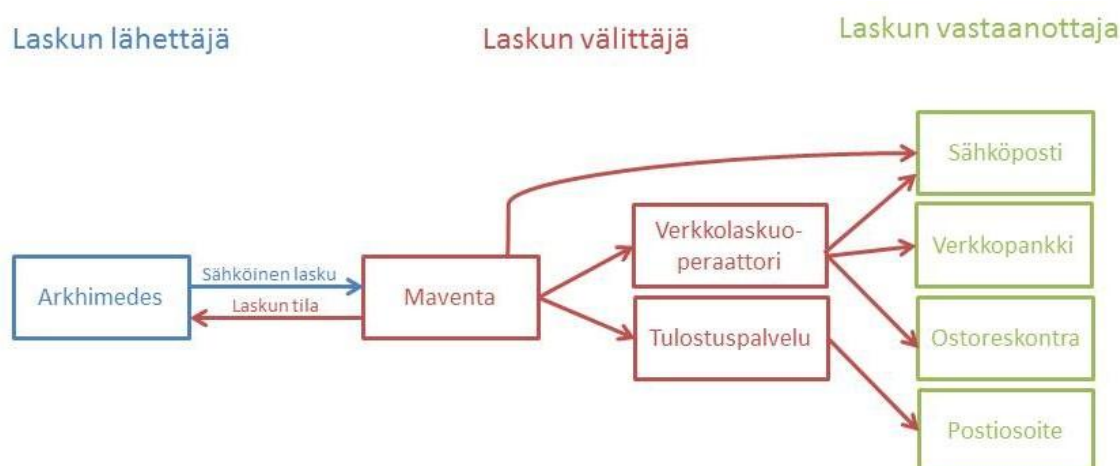 Laskun lähettäjä
Laskun välittäjä
Laskun vastaanottaja
Sähköposti
Verkkolaskuo-
peraattori
Verkkopankki
Sähköinen lasku
Arkhimedes
Maventa
Laskun tila
Tulostuspalvelu
Ostoreskontra
Postiosoite